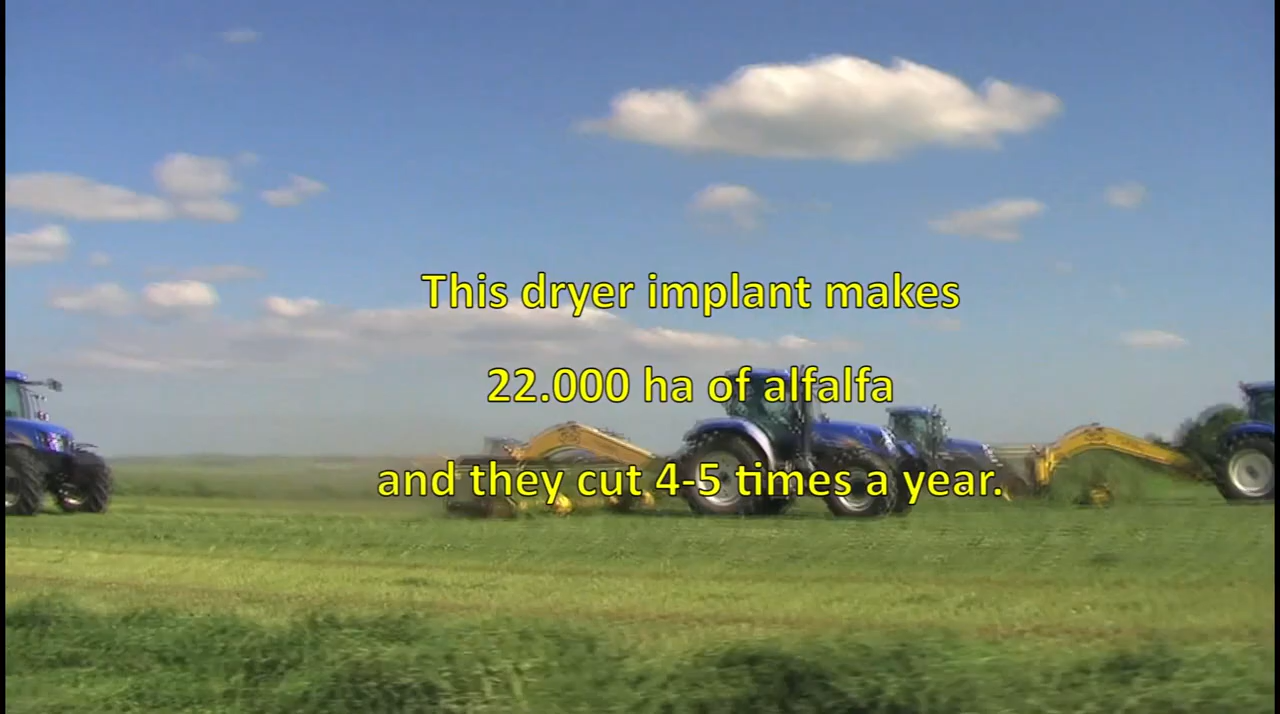 This dryer implant makes
22.000 ha of alfalfa
and they cut 4-5 times a year.